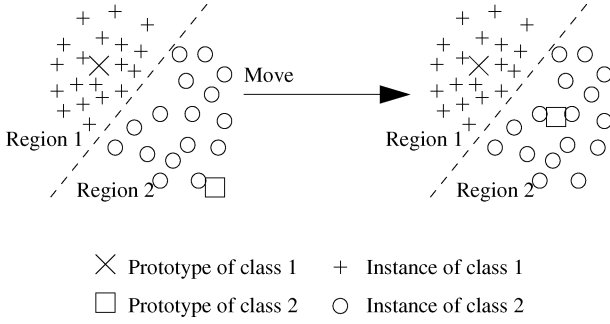 Move
Region 1
Region 1
Region 2
Region 2
Prototype of class 1
Instance of class 1
Prototype of class 2
Instance of class 2